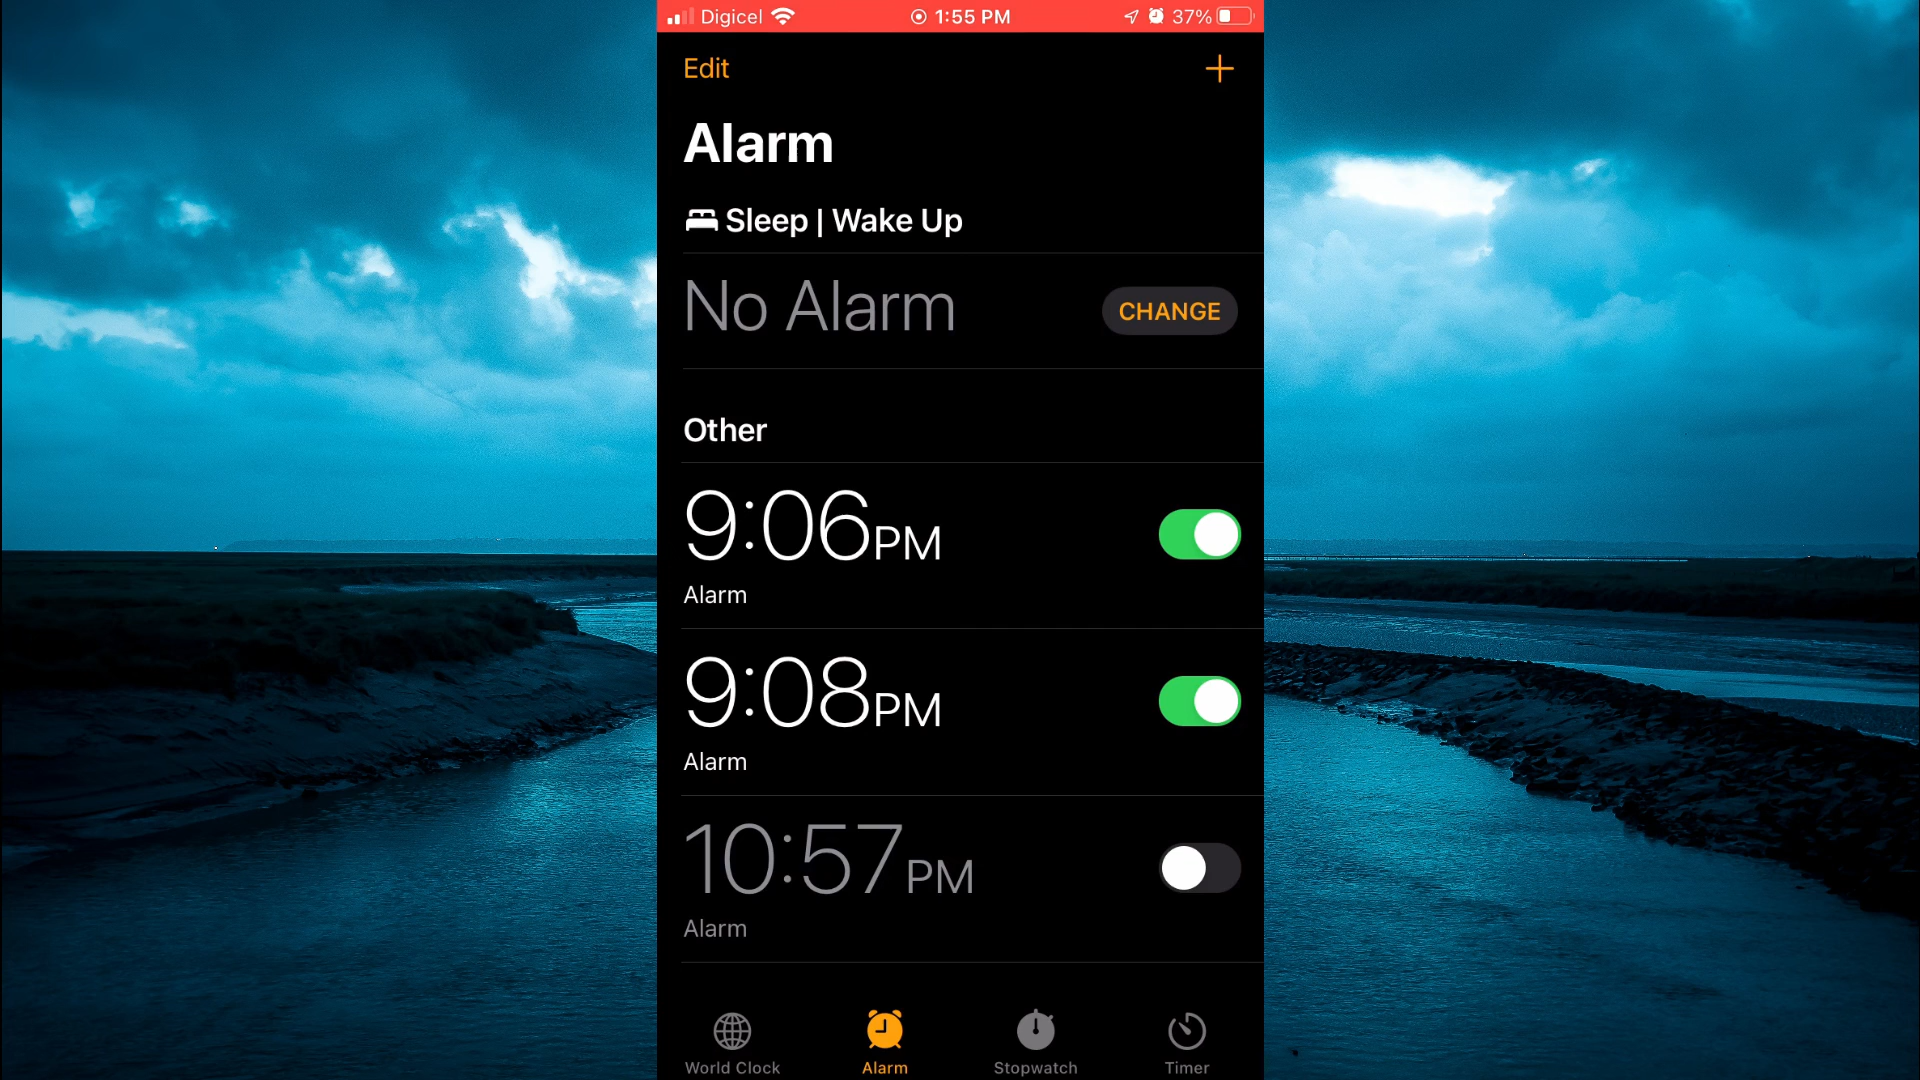 Digicel 1:55 PM 37%
Edit
Alarm
Sleep | Wake Up
No Alarm CHANGE
Other
9:06PM
Alarm
9:08PM
Alarm
10:57PM
Alarm
World Clock Alarm Stopwatch Timer